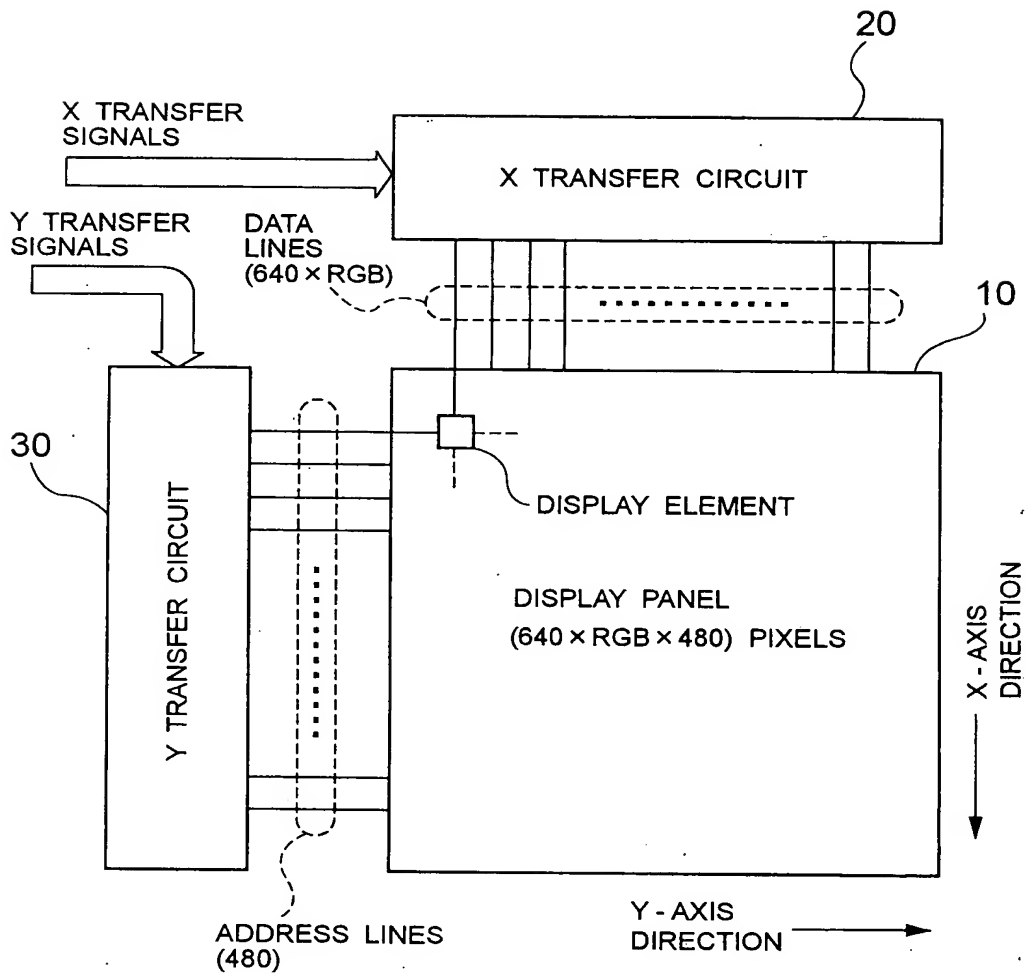 20
X TRANSFER
SIGNALS
X TRANSFER CIRCUIT
Y TRANSFER
SIGNALS
DATA
LINES
(640 × RGB)
10
30
Y TRANSFER CIRCUIT
DISPLAY ELEMENT
DISPLAY PANEL
(640 × RGB × 480) PIXELS
X - AXIS
DIRECTION
Y - AXIS
DIRECTION
ADDRESS LINES
(480)